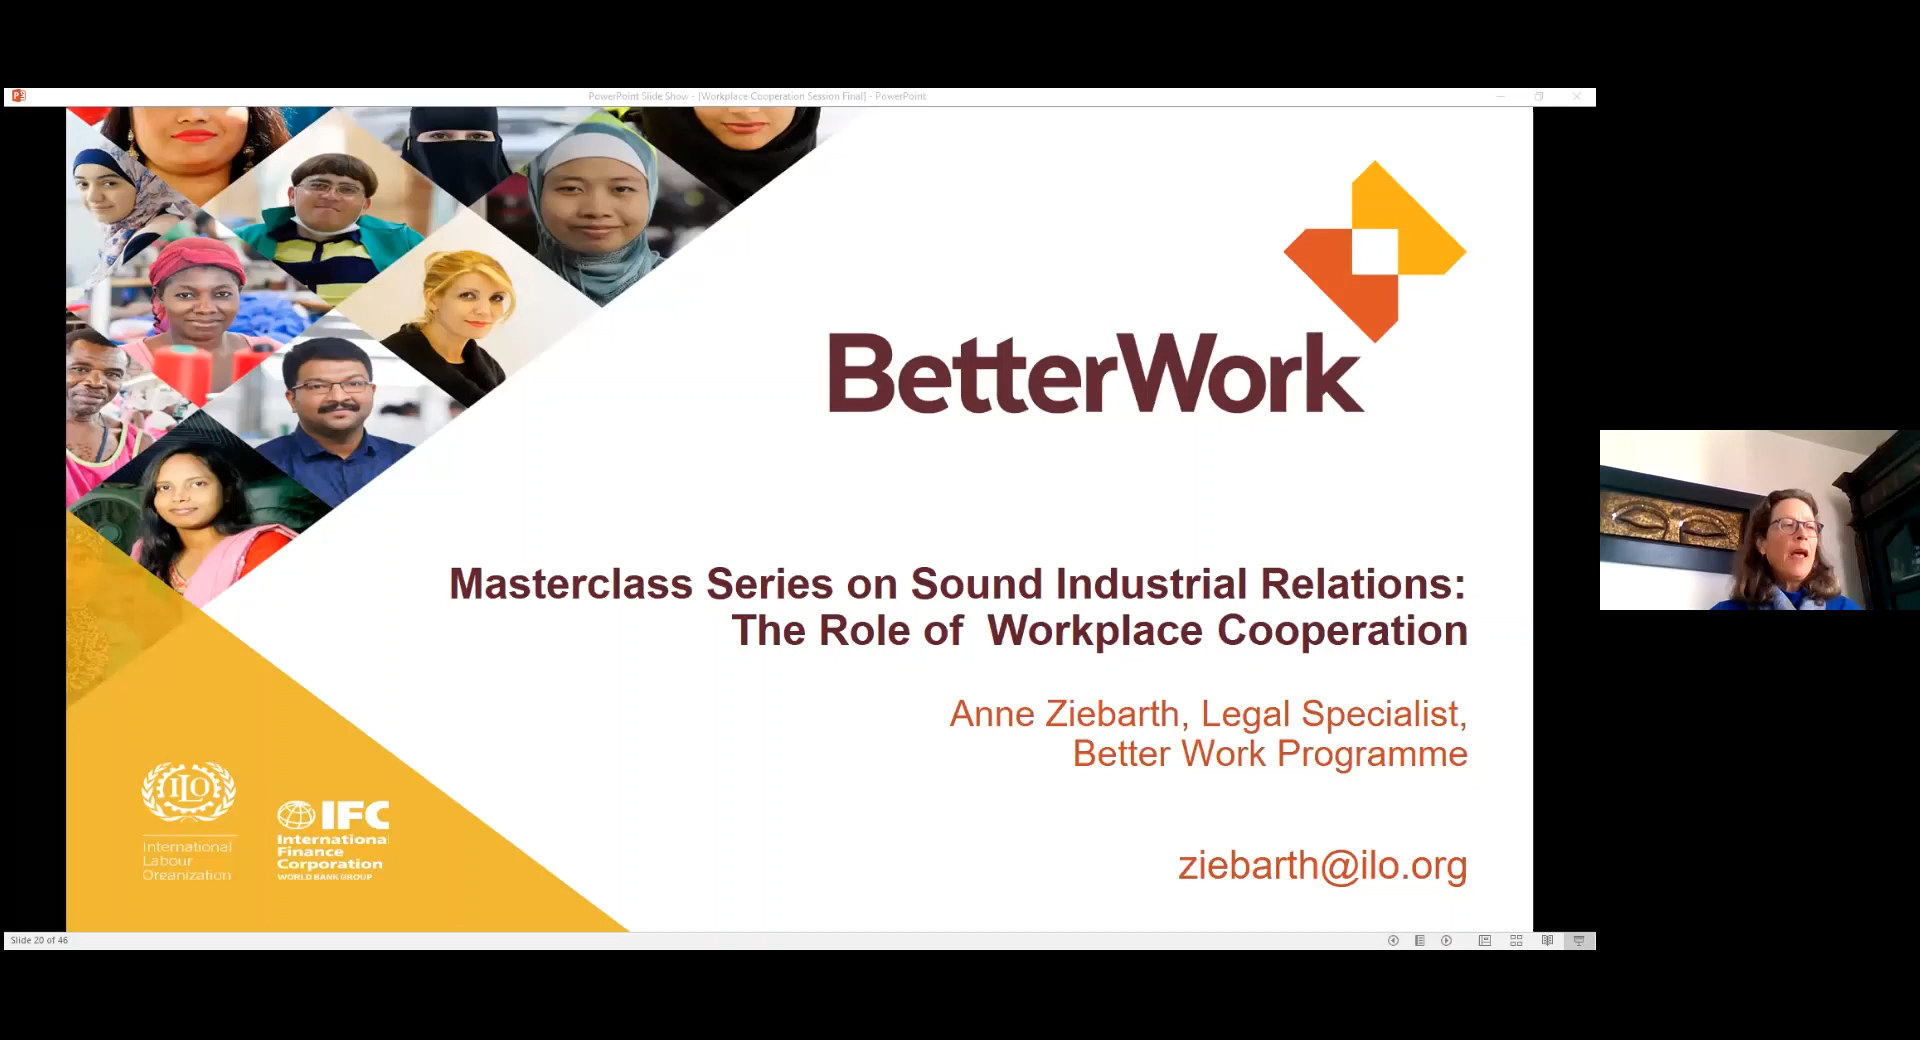 PowerPoint Slide Show - [Workplace Cooperation Session Final] - PowerPoint
BetterWork
Masterclass Series on Sound Industrial Relations:
The Role of Workplace Cooperation
Anne Ziebarth, Legal Specialist,
Better Work Programme
ziebarth@ilo.org
ILO
International
Labour
Organization
IFC
International
Finance
Corporation
WORLD BANK GROUP
Slide 20 of 46